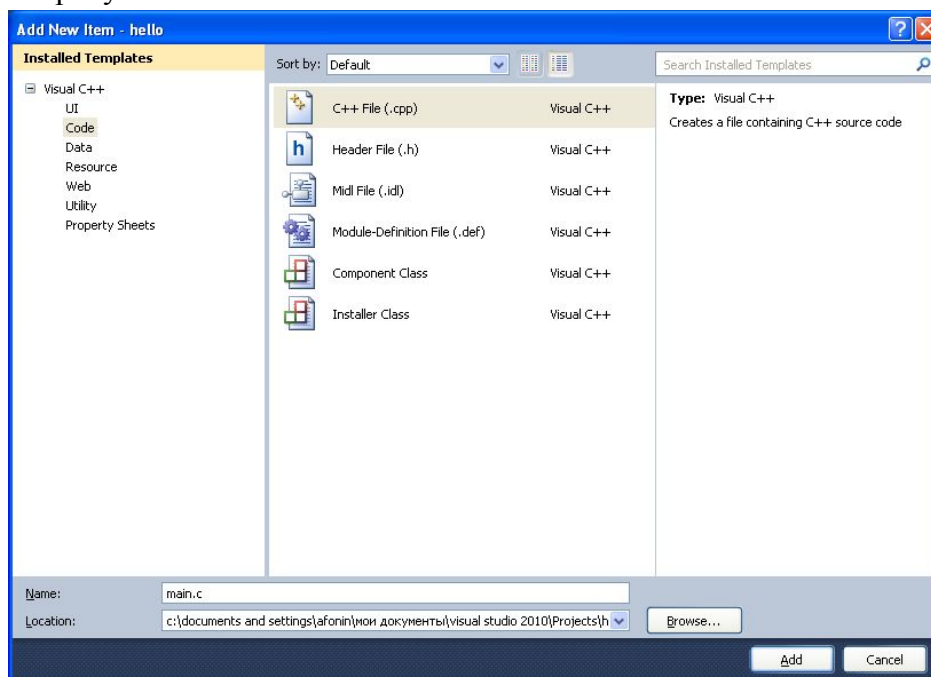 Add New Item - hello
Installed Templates
Sort by: Default
Search Installed Templates
Visual C++
UI
Code
Data
Resource
Web
Utility
Property Sheets
C++ File (.cpp) Visual C++
Header File (.h) Visual C++
Midl File (.idl) Visual C++
Module-Definition File (.def) Visual C++
Component Class Visual C++
Installer Class Visual C++
Type: Visual C++
Creates a file containing C++ source code
Name: main.c
Location: c:\documents and settings\afonin\мои документы\visual studio 2010\Projects\h
Browse...
Add Cancel